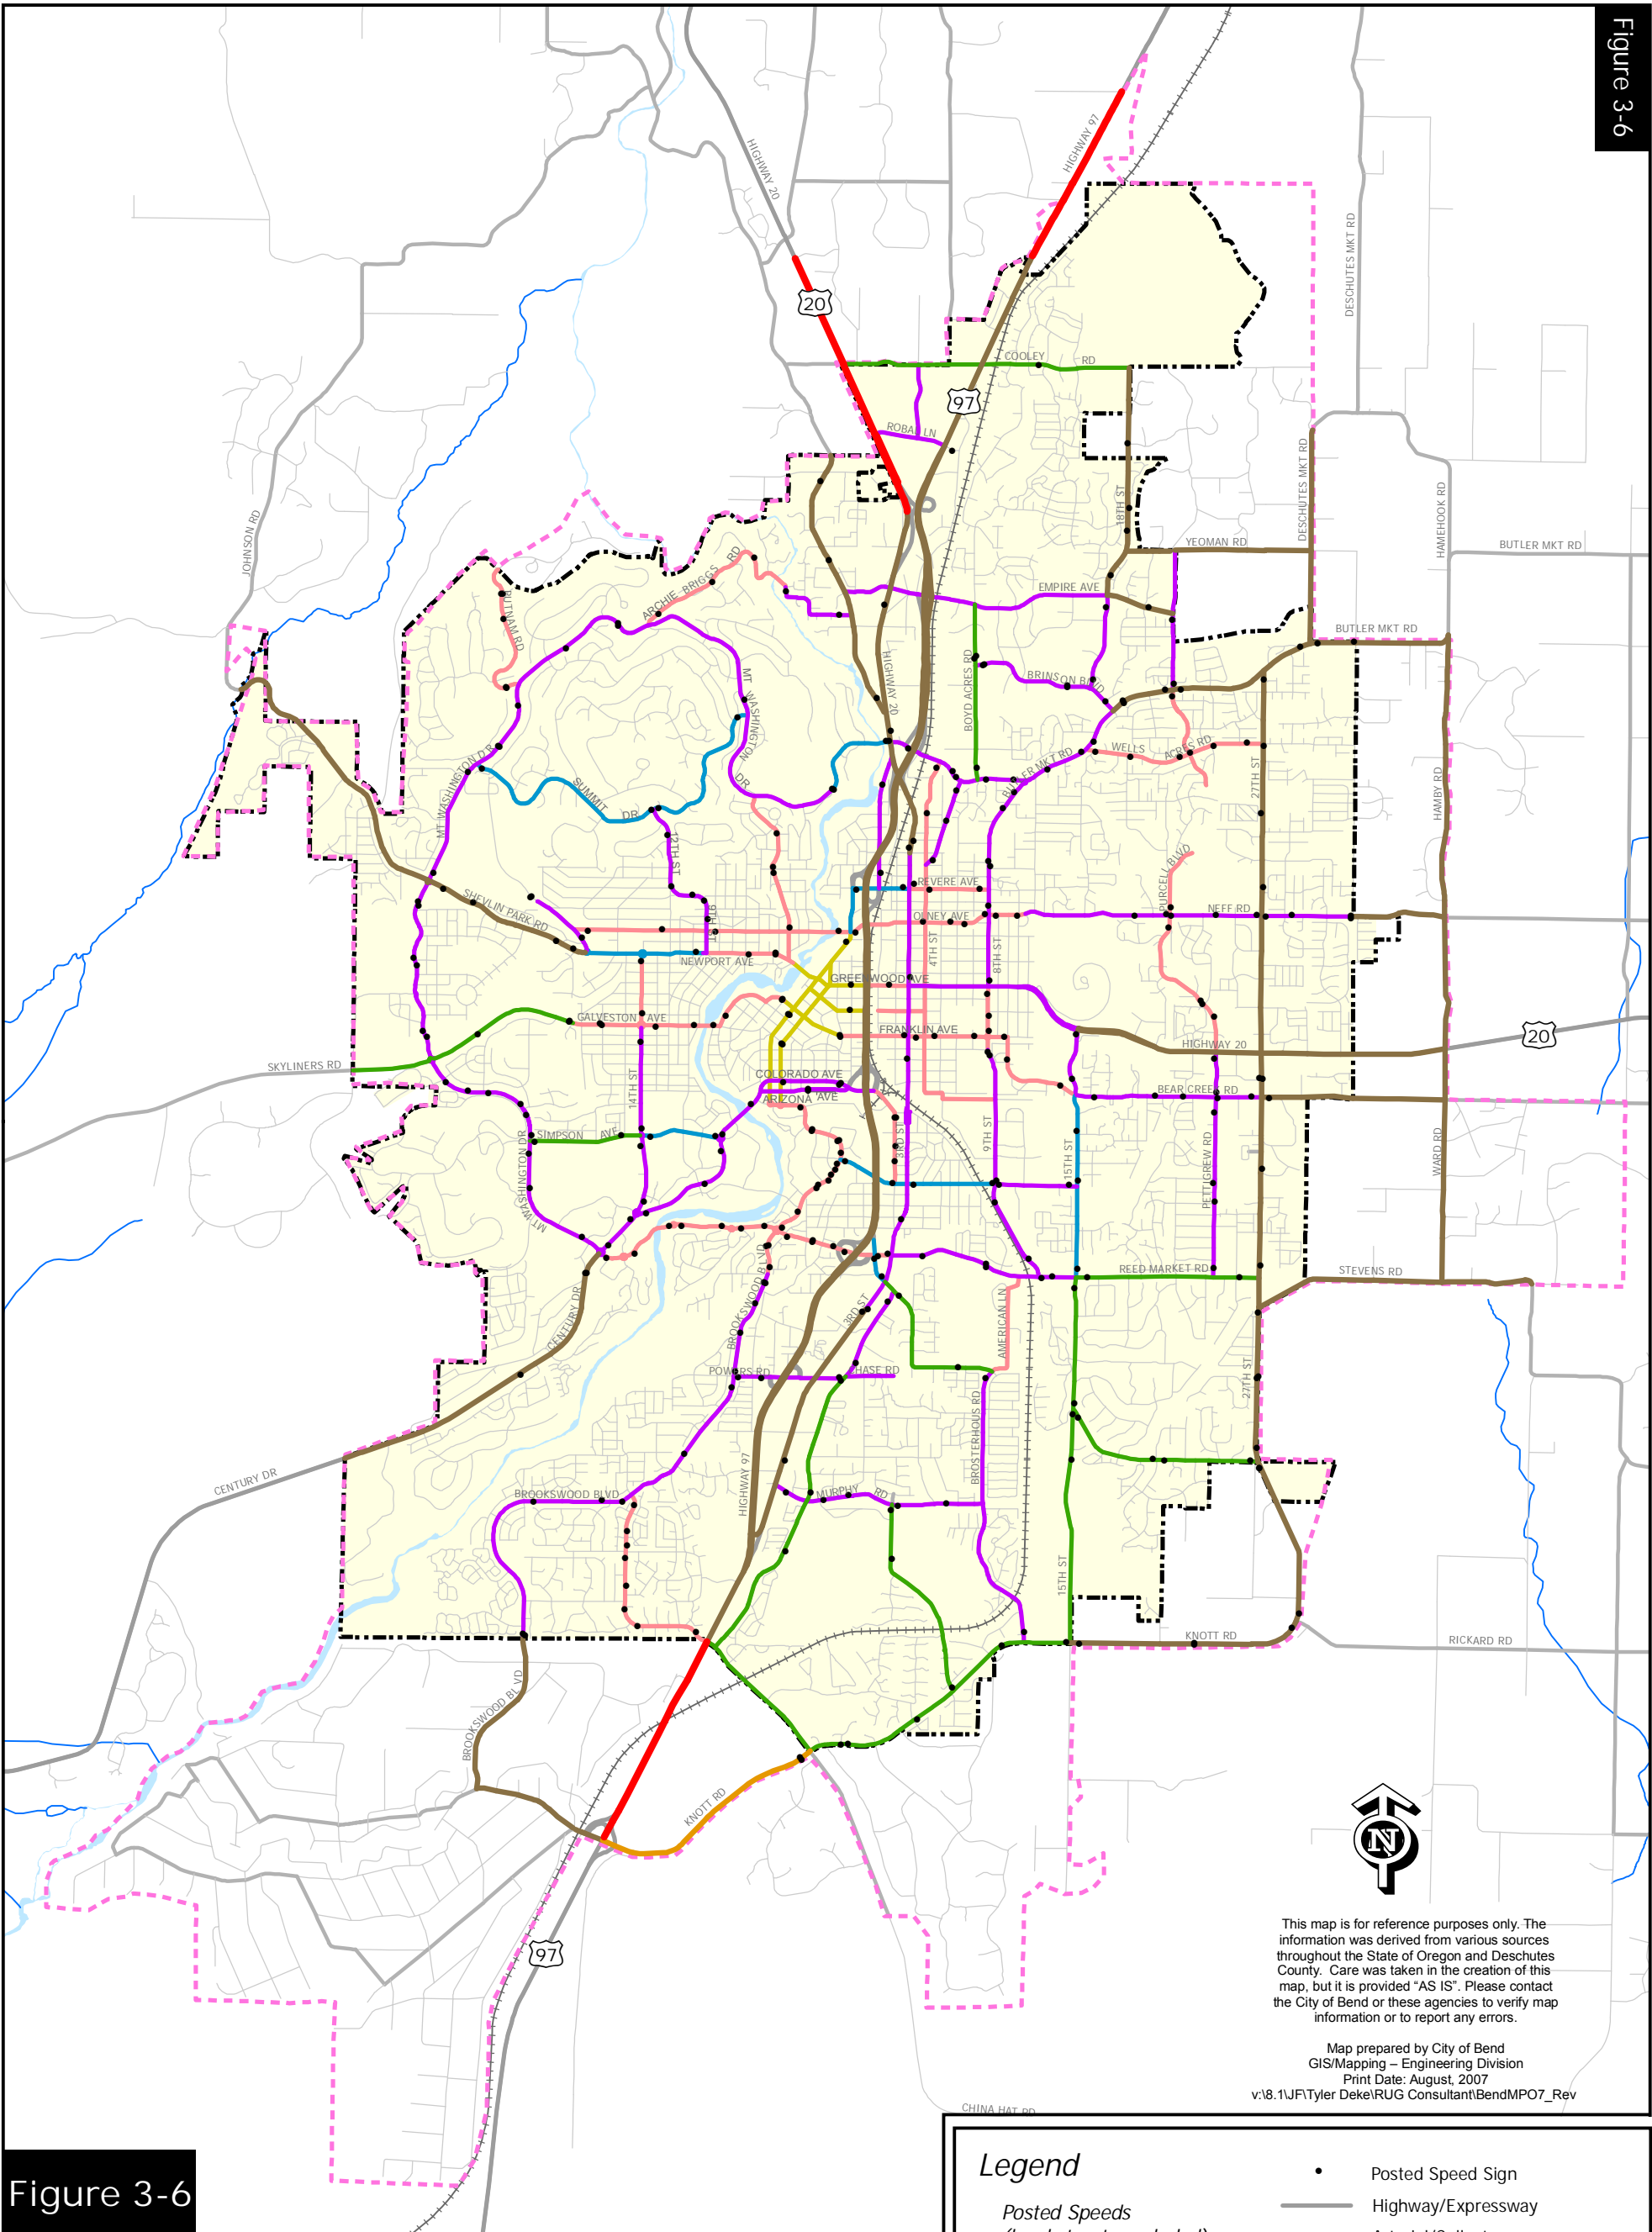 Figure 3-6
HIGHWAY 20
HIGHWAY 97
DESCHUTES MKT RD
20
COOLEY RD
97
ROBAL LN
18TH ST
DESCHUTES MKT RD
HAMEHOOK RD
JOHNSON RD
YEOMAN RD
BUTLER MKT RD
ARCHIE BRIGGS RD
EMPIRE AVE
PUTNAM RD
BUTLER MKT RD
HIGHWAY 20
BOYD ACRES RD
BRINSON BLVD
MT WASHINGTON DR
MT WASHINGTON DR
BUTLER MKT RD
WELLS ACRES RD
27TH ST
HAMBY RD
SUMMIT DR
12TH ST
PURCELL BLVD
REVERE AVE
SHEVLIN PARK RD
9TH ST
OLNEY AVE
NEFF RD
4TH ST
8TH ST
NEWPORT AVE
GREENWOOD AVE
GALVESTON AVE
FRANKLIN AVE
HIGHWAY 20
20
SKYLINERS RD
COLORADO AVE
BEAR CREEK RD
14TH ST
ARIZONA AVE
SIMPSON AVE
3RD ST
9TH ST
15TH ST
PETTIGREW RD
WARD RD
MT WASHINGTON DR
REED MARKET RD
STEVENS RD
CENTURY DR
BROOKSWOOD BLVD
3RD ST
AMERICAN LN
POWERS RD
CHASE RD
27TH ST
BROSTERHOUS RD
CENTURY DR
BROOKSWOOD BLVD
HIGHWAY 97
MURPHY RD
15TH ST
KNOTT RD
RICKARD RD
BROOKSWOOD BLVD
KNOTT RD
N
97
This map is for reference purposes only. The
information was derived from various sources
throughout the State of Oregon and Deschutes
County. Care was taken in the creation of this
map, but it is provided “AS IS”. Please contact
the City of Bend or these agencies to verify map
information or to report any errors.
Map prepared by City of Bend
GIS/Mapping – Engineering Division
Print Date: August, 2007
v:\8.1\JF\Tyler Deke\RUG Consultant\BendMPO7_Rev
CHINA HAT RD
Legend
Posted Speed Sign
Posted Speeds
Highway/Expressway
Figure 3-6